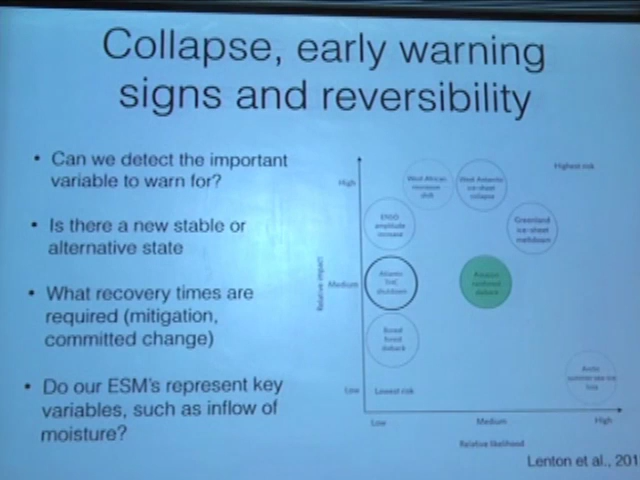 Collapse, early warning
signs and reversibility
• Can we detect the important
variable to warn for?
• Is there a new stable or
alternative state
• What recovery times are
required (mitigation,
committed change)
• Do our ESM's represent key
variables, such as inflow of
moisture?
Relative impact
High
Medium
Low
West African
monsoon
shift
West Antarctic
ice-sheet
collapse
Highest risk
ENSO
amplitude
increase
Greenland
ice-sheet
meltdown
Atlantic
THC
shutdown
Amazon
rainforest
dieback
Boreal
forest
dieback
Arctic
summer sea-ice
loss
Lowest risk
Low
Medium
High
Relative likelihood
Lenton et al., 201